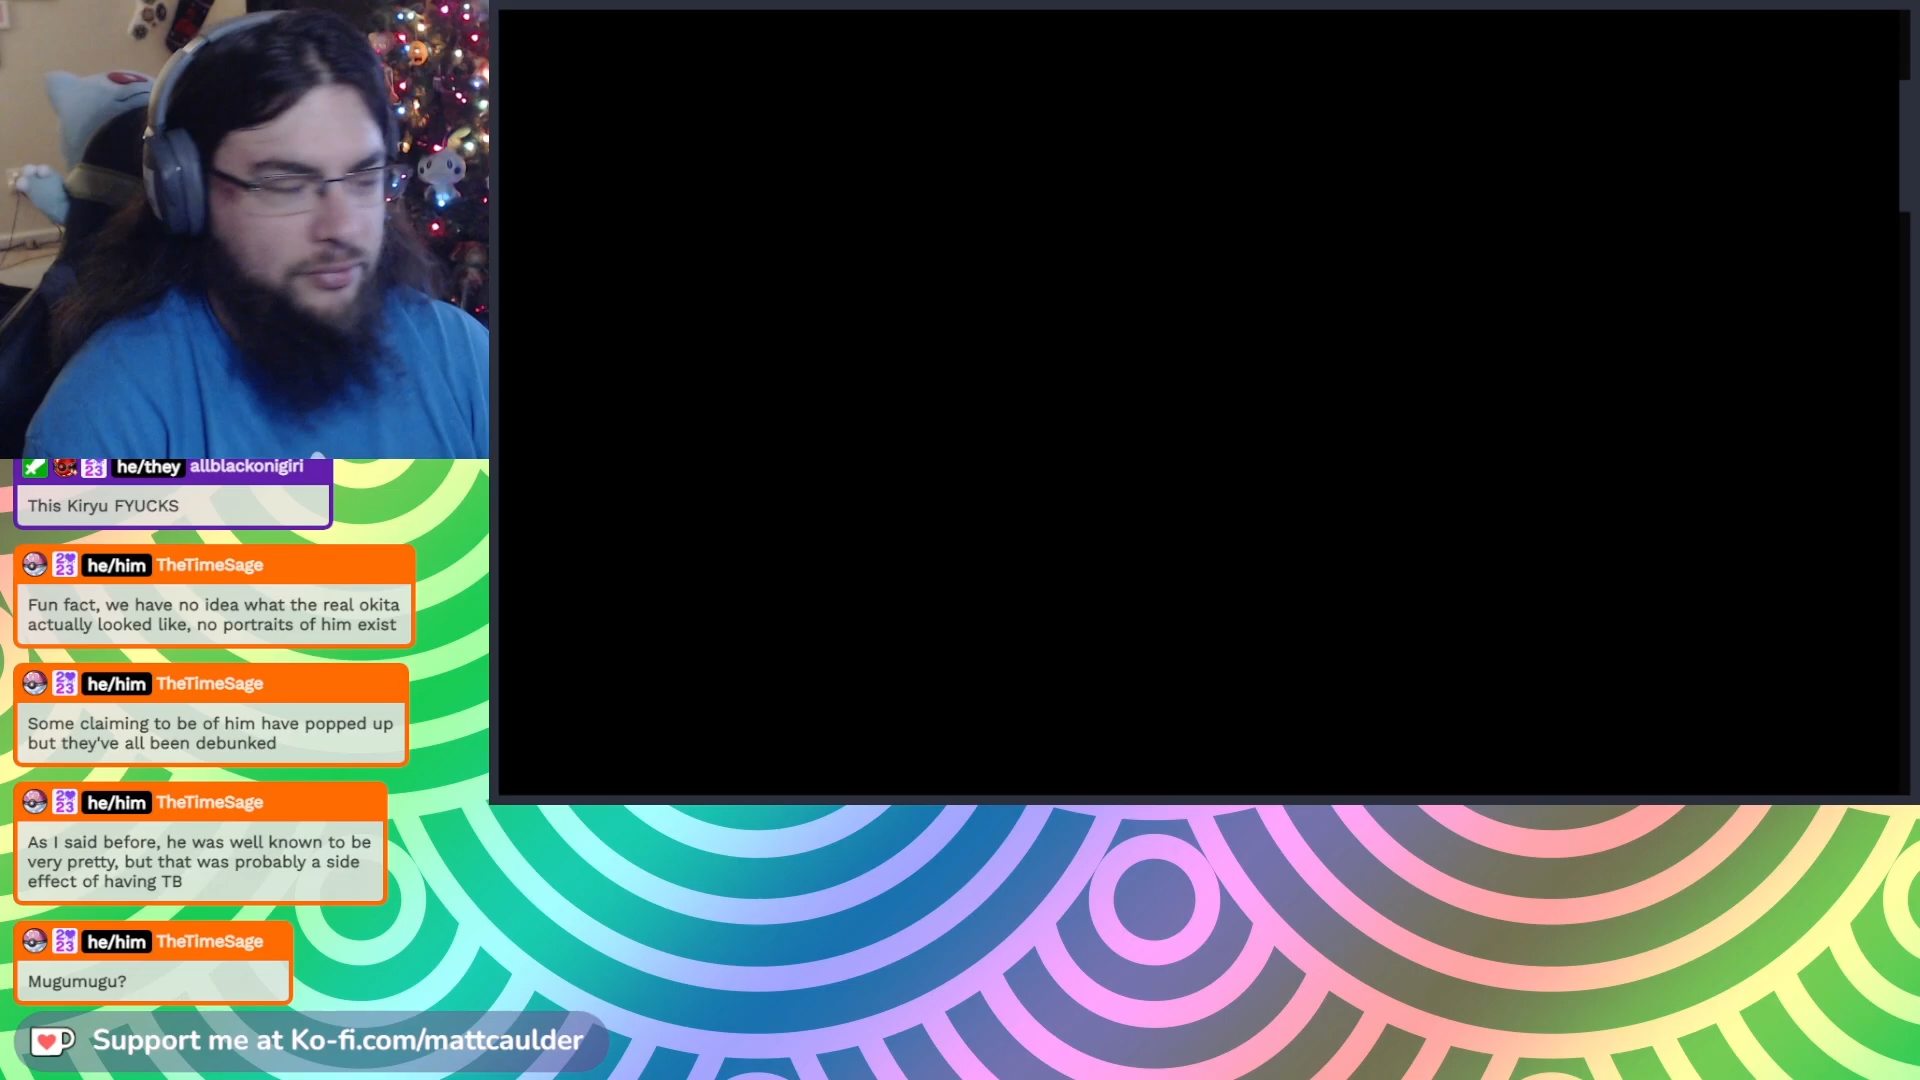 he/they allblackonigiri
This Kiryu FYUCKS
he/him TheTimeSage
Fun fact, we have no idea what the real okita
actually looked like, no portraits of him exist
he/him TheTimeSage
Some claiming to be of him have popped up
but they've all been debunked
he/him TheTimeSage
As I said before, he was well known to be
very pretty, but that was probably a side
effect of having TB
he/him TheTimeSage
Mugumugu?
Support me at Ko-fi.com/mattcaulder